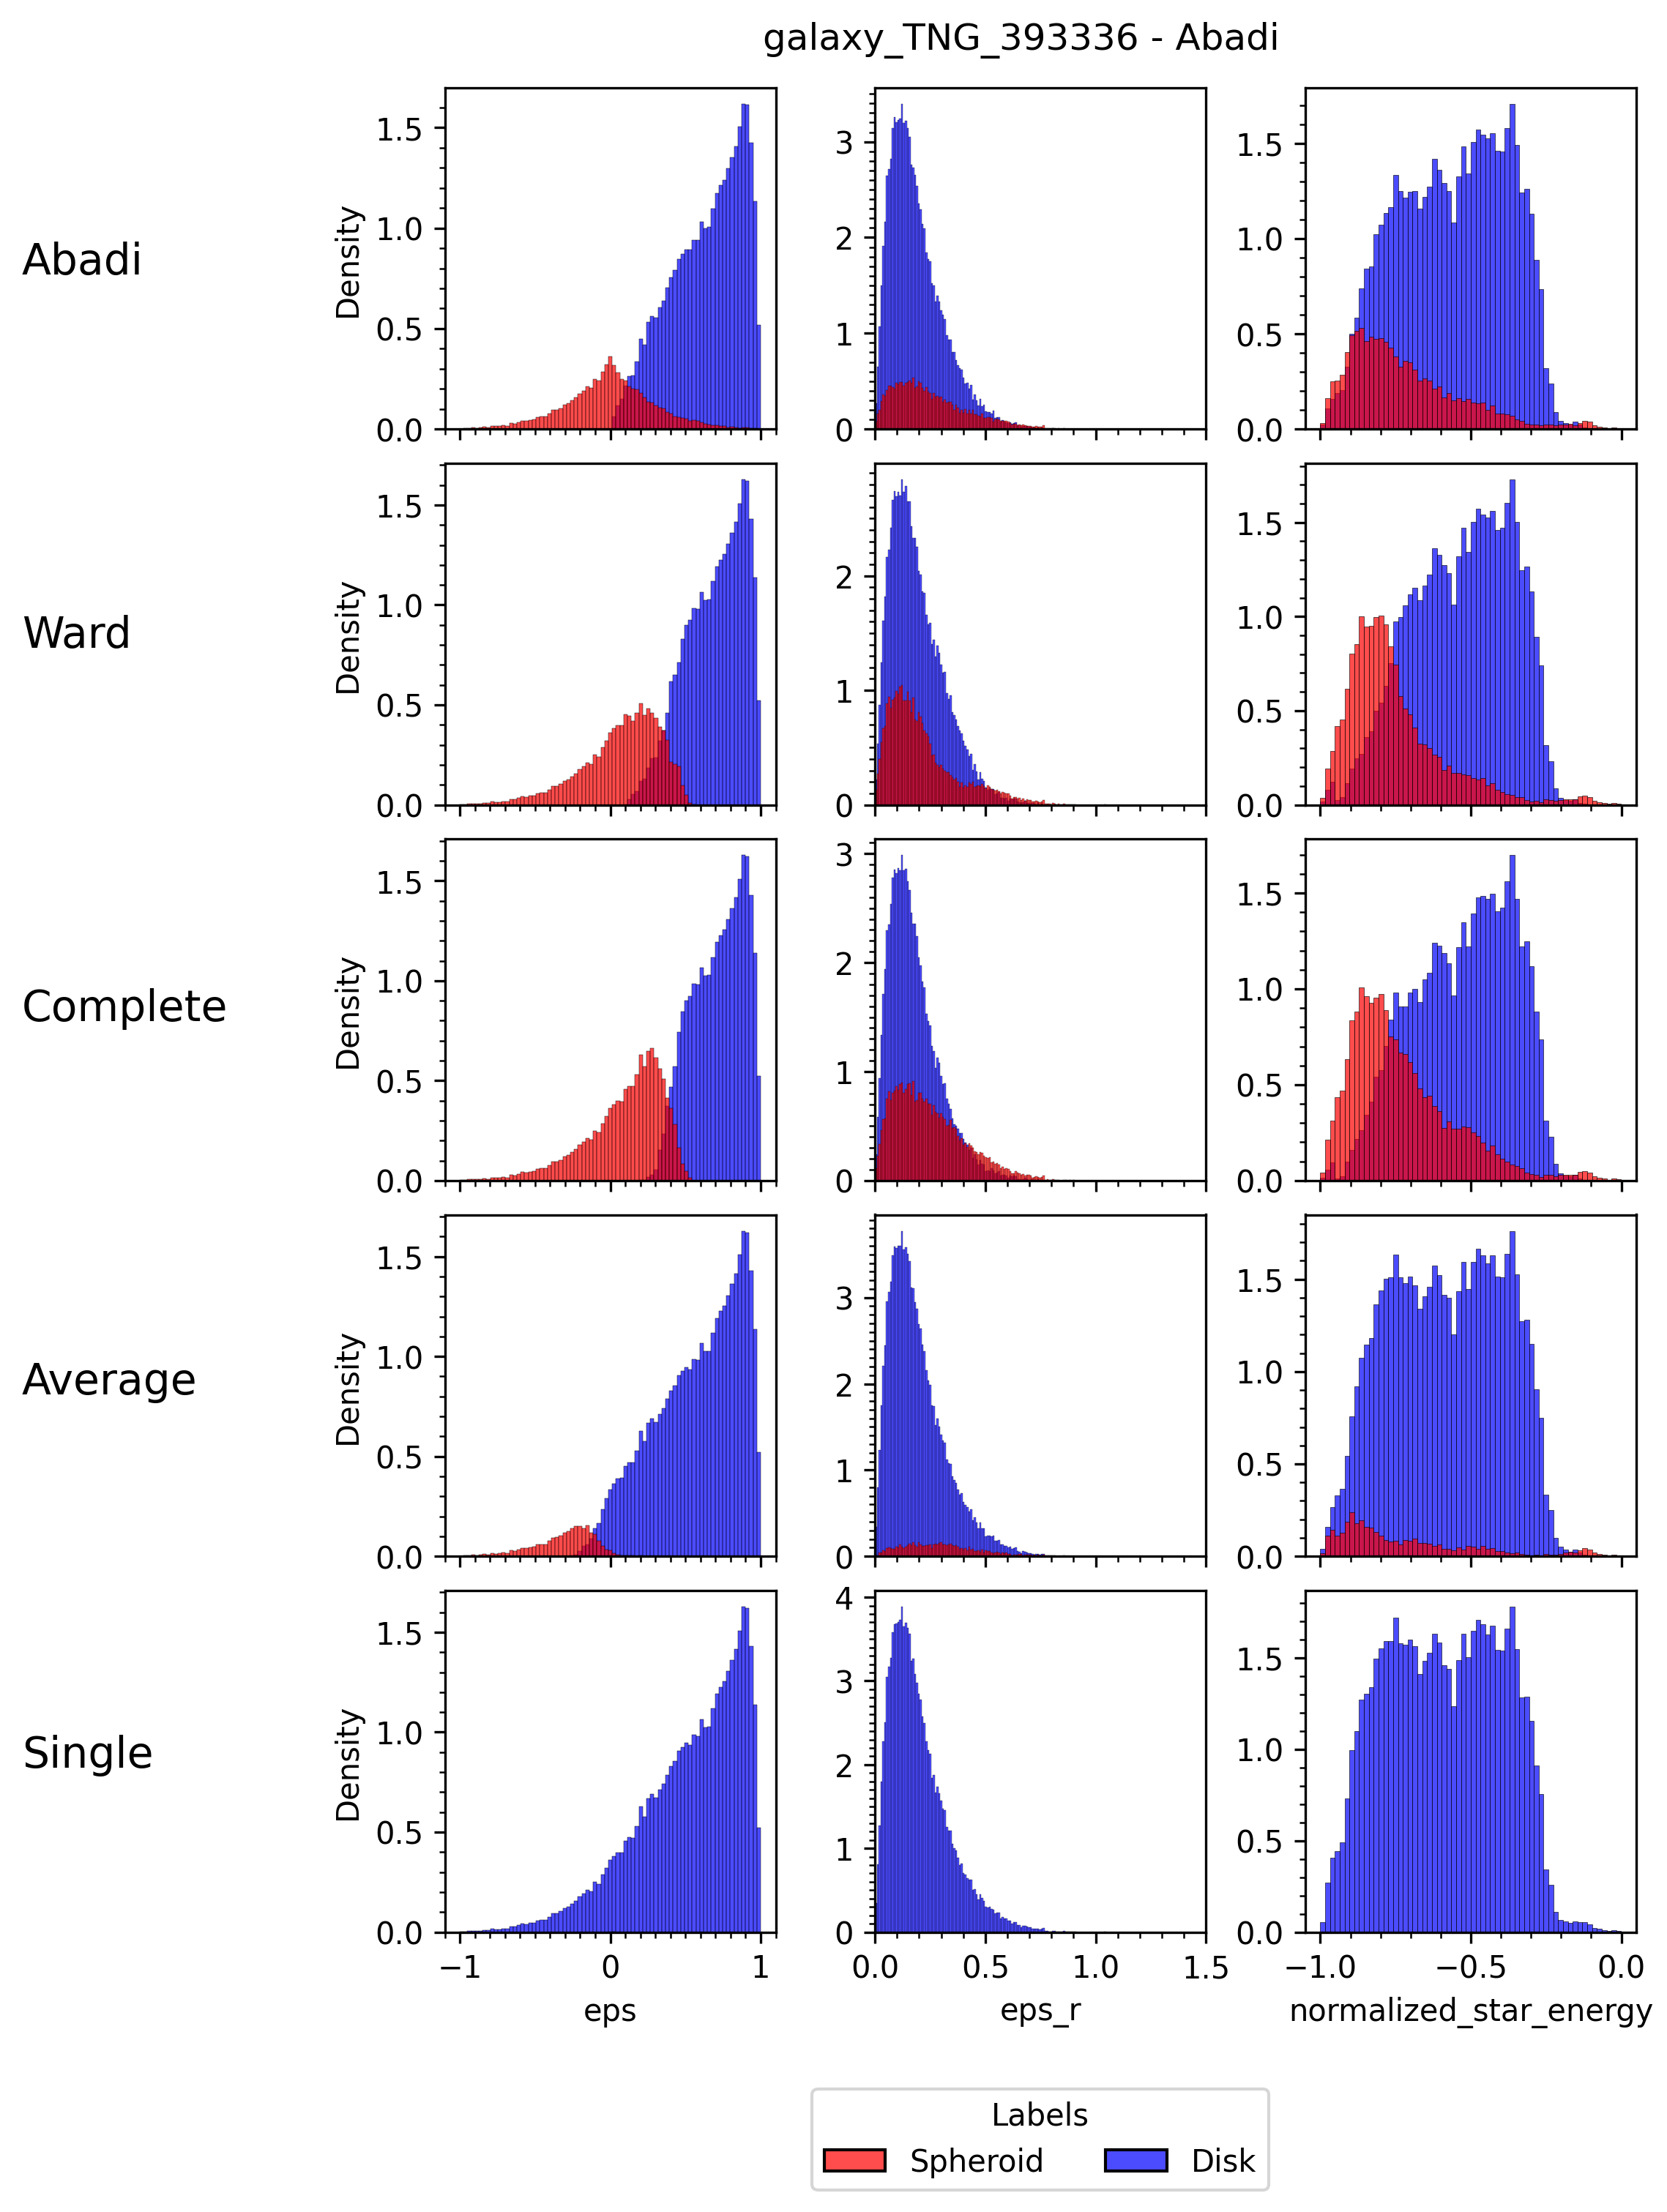 galaxy_TNG_393336 - Abadi
Abadi
Density
0.0 0.5 1.0 1.5
0 1 2 3
0.0 0.5 1.0 1.5
Ward
Density
0.0 0.5 1.0 1.5
0 1 2
0.0 0.5 1.0 1.5
Complete
Density
0.0 0.5 1.0 1.5
0 1 2 3
0.0 0.5 1.0 1.5
Average
Density
0.0 0.5 1.0 1.5
0 1 2 3
0.0 0.5 1.0 1.5
Single
Density
0.0 0.5 1.0 1.5
0 1 2 3 4
0.0 0.5 1.0 1.5
−1 0 1
0.0 0.5 1.0 1.5
−1.0 −0.5 0.0
eps
eps_r
normalized_star_energy
Labels
Spheroid Disk